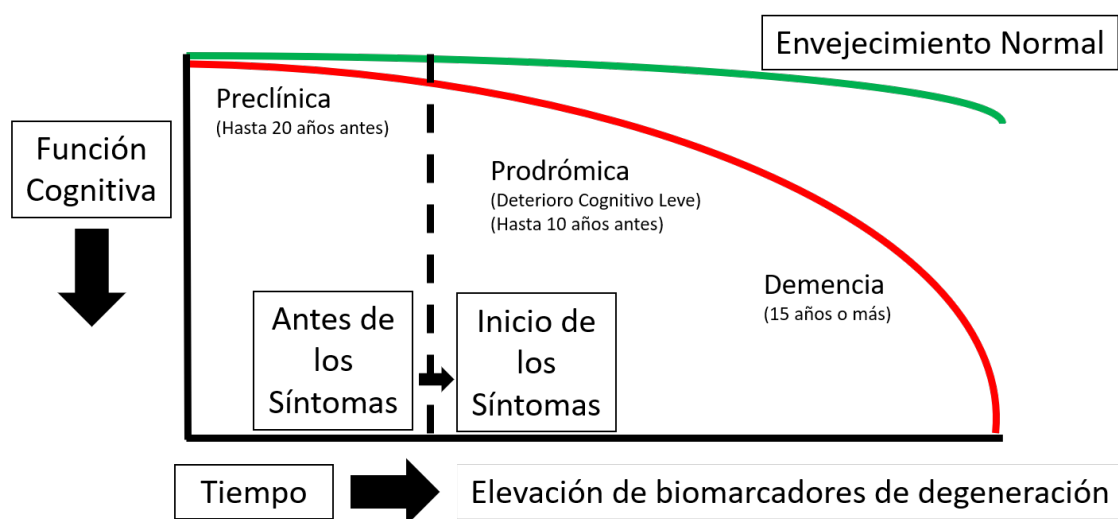 Envejecimiento Normal
Preclínica
(Hasta 20 años antes)
Función
Cognitiva
Prodrómica
(Deterioro Cognitivo Leve)
(Hasta 10 años antes)
Demencia
(15 años o más)
Antes de
los
Síntomas
Inicio de
los
Síntomas
Tiempo
Elevación de biomarcadores de degeneración